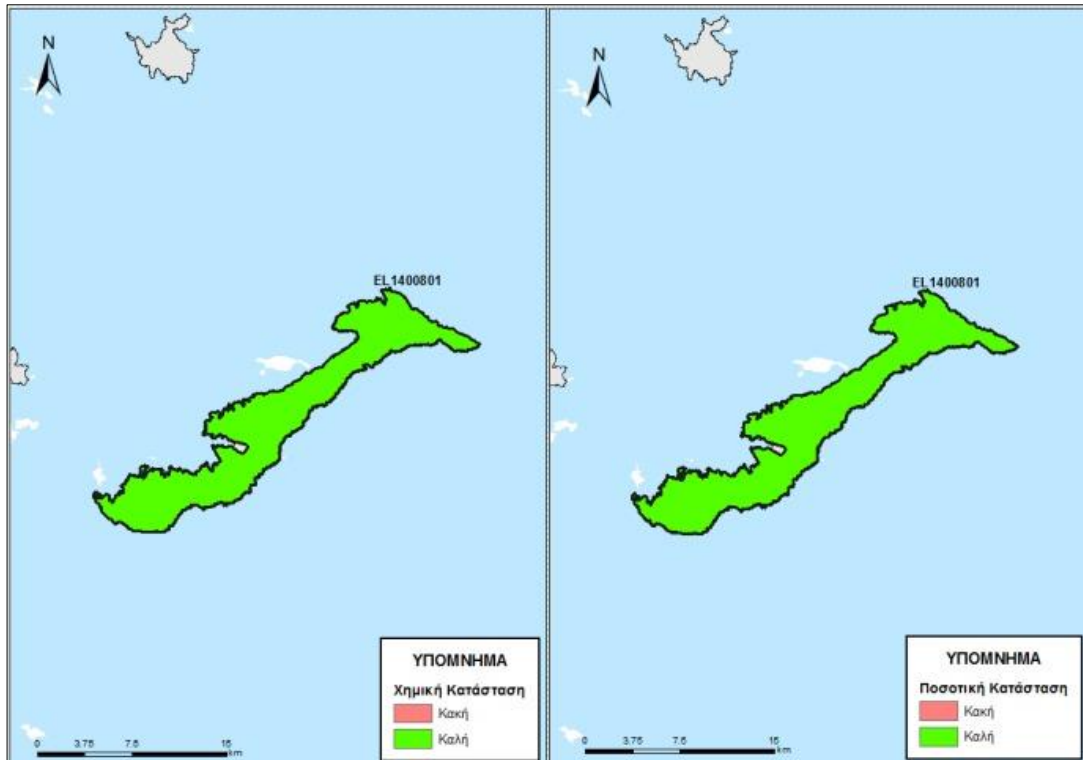 N
EL1400801
ΥΠΟΜΝΗΜΑ
Χημική Κατάσταση
Κακή
Καλή
0 3.75 7.5 15
km
N
EL1400801
ΥΠΟΜΝΗΜΑ
Ποσοτική Κατάσταση
Κακή
Καλή
0 3.75 7.5 15
km